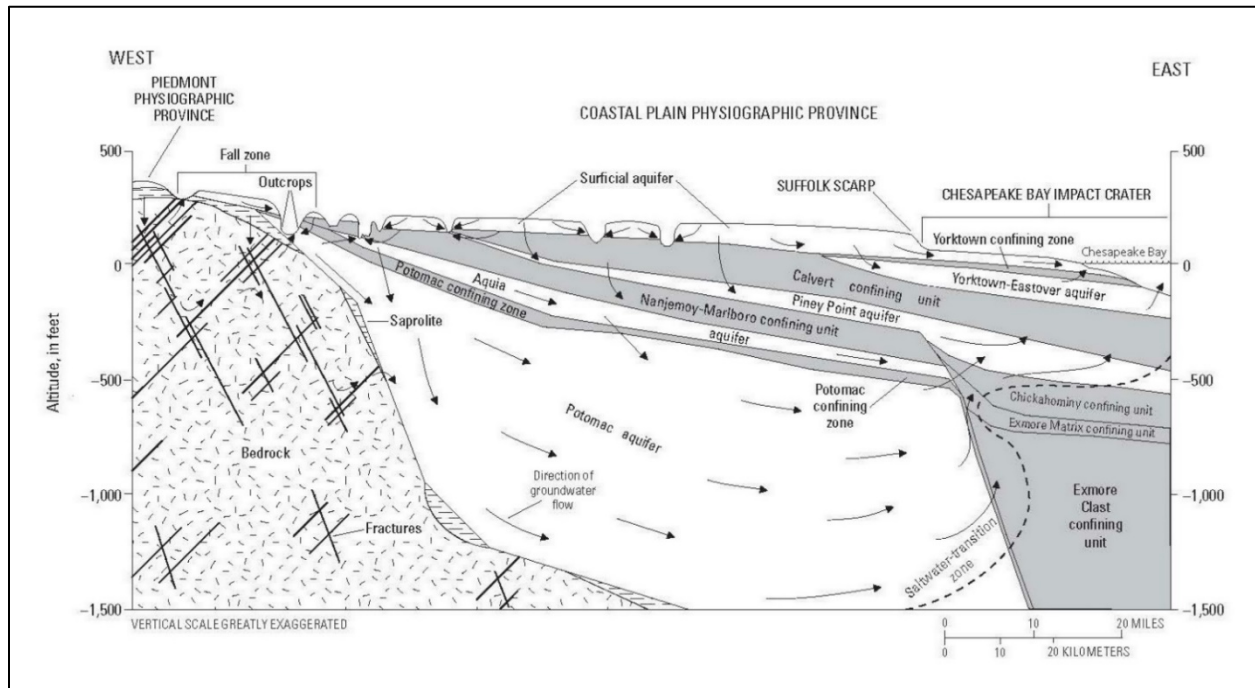 WEST
EAST
PIEDMONT
PHYSIOGRAPHIC
PROVINCE
COASTAL PLAIN PHYSIOGRAPHIC PROVINCE
500
500
Fall zone
Outcrops
Surficial aquifer
SUFFOLK SCARP
CHESAPEAKE BAY IMPACT CRATER
Yorktown confining zone
Chesapeake Bay
0
0
Aquia
Calvert confining unit
Yorktown-Eastover aquifer
Potomac confining zone
Nanjemoy-Marlboro confining unit
Piney Point aquifer
Saprolite
aquifer
Altitude, in feet
−500
−500
Potomac
confining
zone
Chickahominy confining unit
Exmore Matrix confining unit
Potomac aquifer
Bedrock
Direction of
groundwater
flow
−1,000
−1,000
Exmore
Clast
confining
unit
Fractures
Saltwater-transition
zone
−1,500
−1,500
VERTICAL SCALE GREATLY EXAGGERATED
0 10 20 MILES
0 10 20 KILOMETERS